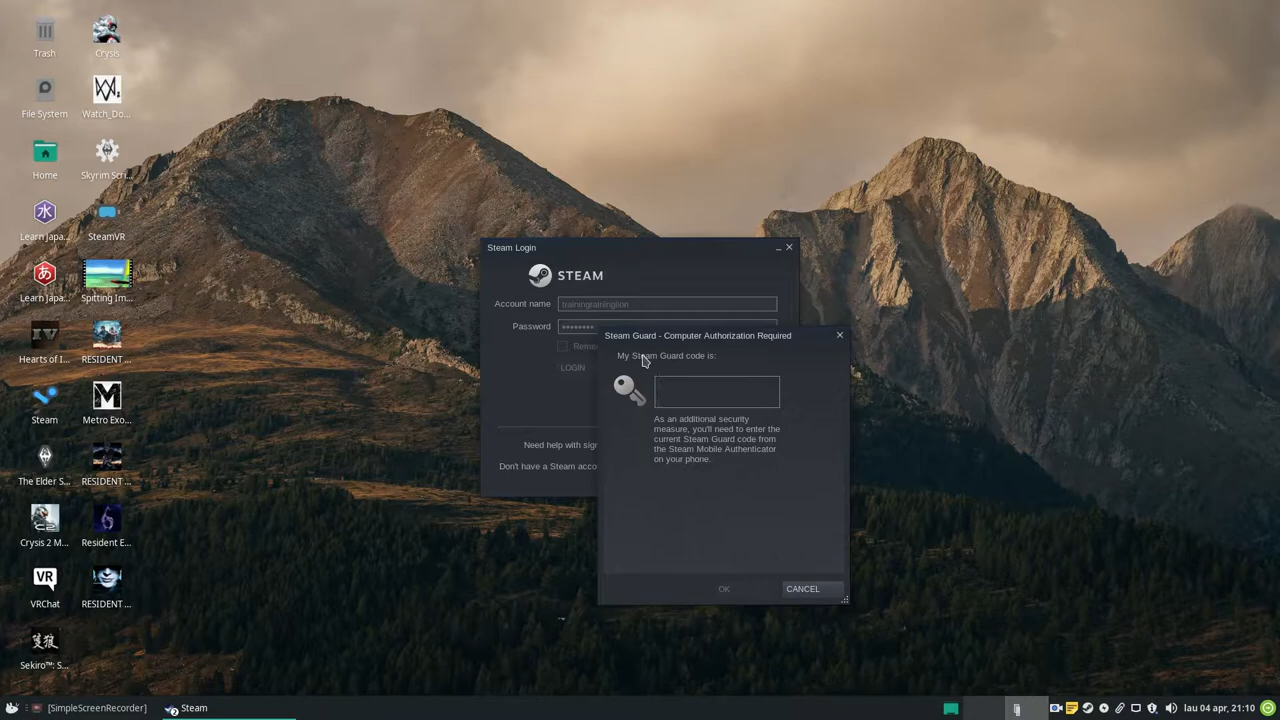 Trash
Crysis
File System
Watch_Do...
Home
Skyrim Scri...
Learn Japa...
SteamVR
Learn Japa...
Spitting Im...
Hearts of I...
RESIDENT ...
Steam
Metro Exo...
The Elder S...
RESIDENT ...
Crysis 2 M...
Resident E...
VRChat
RESIDENT ...
Sekiro™: S...
Steam Login
STEAM
Account name
Password
LOGIN
Need help with sign
Don't have a Steam acco
Steam Guard - Computer Authorization Required
My Steam Guard code is:
As an additional security
measure, you'll need to enter the
current Steam Guard code from
the Steam Mobile Authenticator
on your phone.
OK
CANCEL
[SimpleScreenRecorder]
Steam
lau 04 apr, 21:10